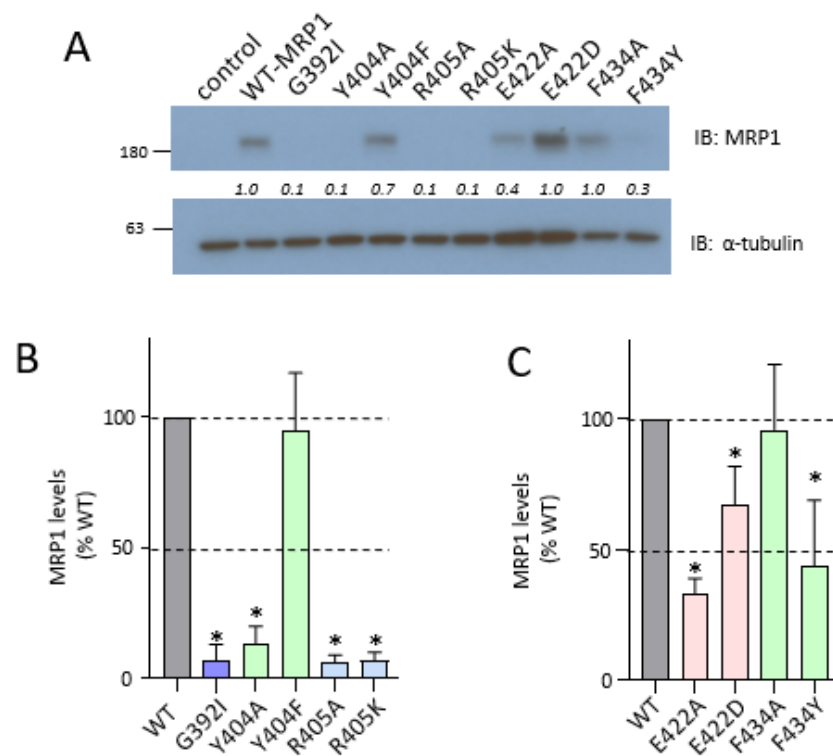 A
control WT-MRP1 G392I Y404A Y404F R405A R405K E422A E422D F434A F434Y
180
IB: MRP1
1.0 0.1 0.1 0.7 0.1 0.1 0.4 1.0 1.0 0.3
63
IB: α-tubulin
B
MRP1 levels
(% WT)
100
50
0
* * * *
WT G392I Y404A Y404F R405A R405K
C
MRP1 levels
(% WT)
100
50
0
* * *
WT E422A E422D F434A F434Y